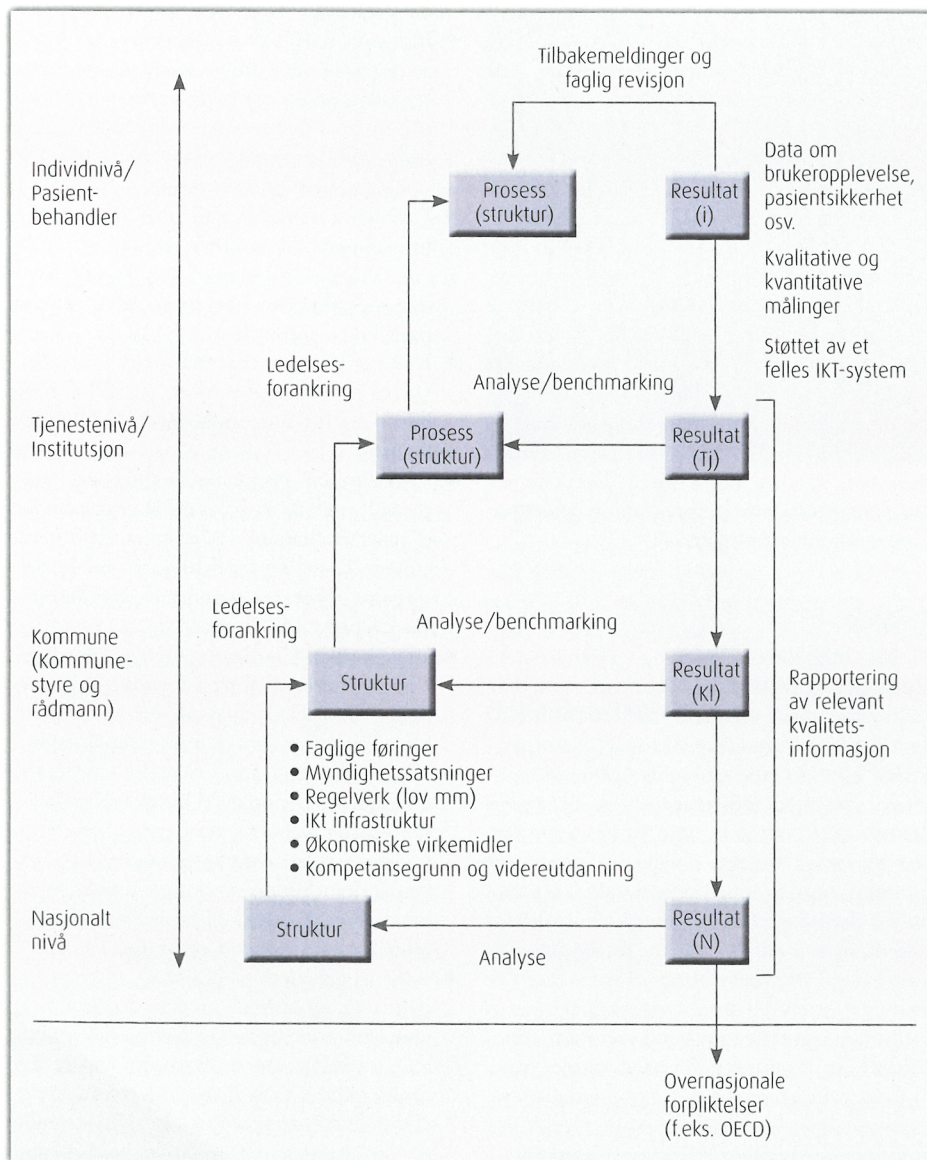 Tilbakemeldinger og
faglig revisjon
Individnivå/
Pasient-
behandler
Prosess
(struktur)
Resultat
(i)
Data om
brukeropplevelse,
pasientsikkerhet
osv.
Kvalitative og
kvantitative
målinger
Støttet av et
felles IKT-system
Ledelses-
forankring
Analyse/benchmarking
Tjenestenivå/
Institutsjon
Prosess
(struktur)
Resultat
(Tj)
Ledelses-
forankring
Analyse/benchmarking
Kommune
(Kommune-
styre og
rådmann)
Struktur
Resultat
(Kl)
Rapportering
av relevant
kvalitets-
informasjon
• Faglige føringer
• Myndighetssatsninger
• Regelverk (lov mm)
• IKt infrastruktur
• Økonomiske virkemidler
• Kompetansegrunn og videreutdanning
Nasjonalt
nivå
Struktur
Analyse
Resultat
(N)
Overnasjonale
forpliktelser
(f.eks. OECD)